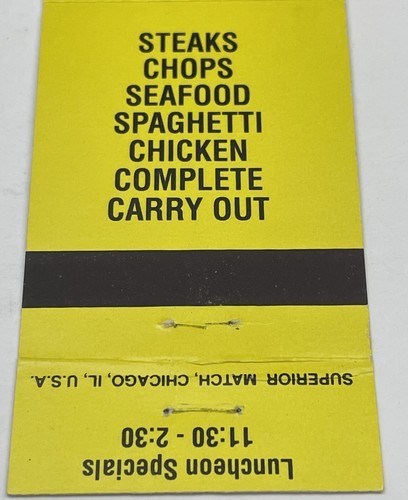 STEAKS
CHOPS
SEAFOOD
SPAGHETTI
CHICKEN
COMPLETE
CARRY OUT
SUPERIOR MATCH, CHICAGO, IL, U.S.A.
Luncheon Specials
11:30 - 2:30